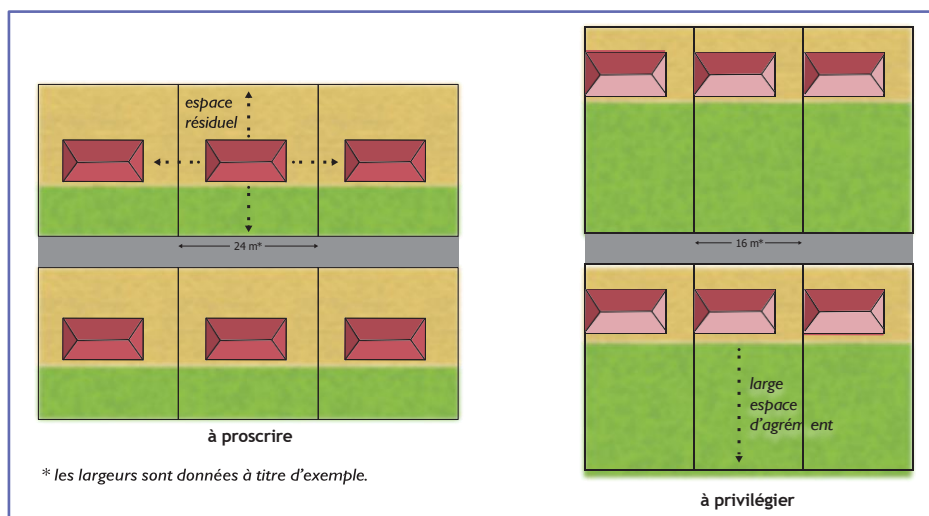 espace
résiduel
24 m*
à proscrire
* les largeurs sont données à titre d'exemple.
16 m*
large
espace
d'agrém ent
à privilégier